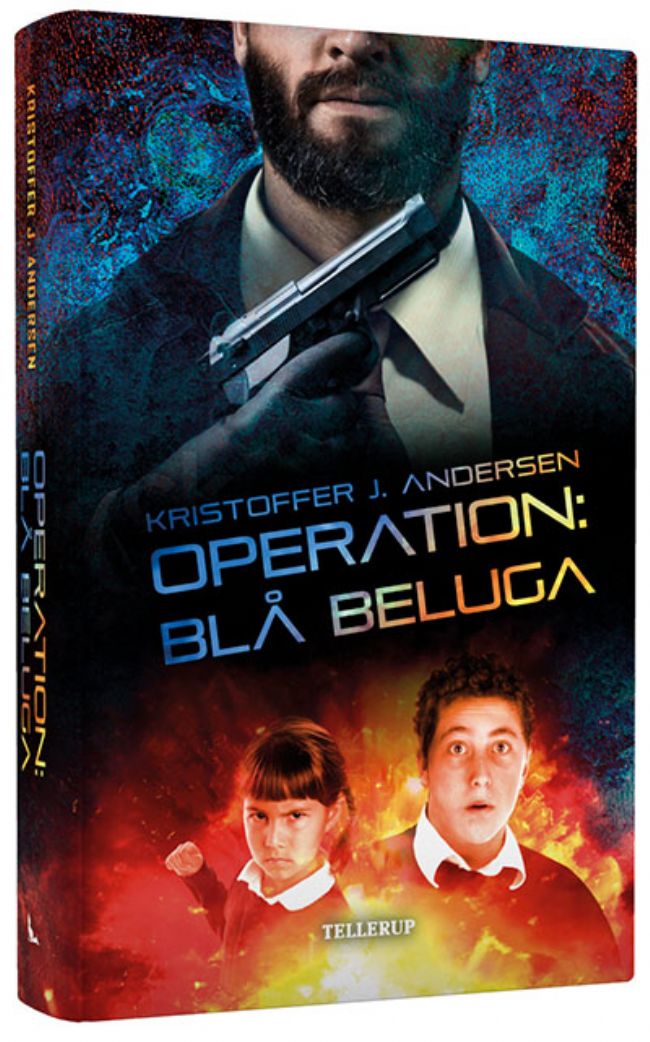 KRISTOFFER J. ANDERSEN
OPERATION:
BLÅ BELUGA
KRISTOFFER J. ANDERSEN
OPERATION:
BLÅ BELUGA
TELLERUP